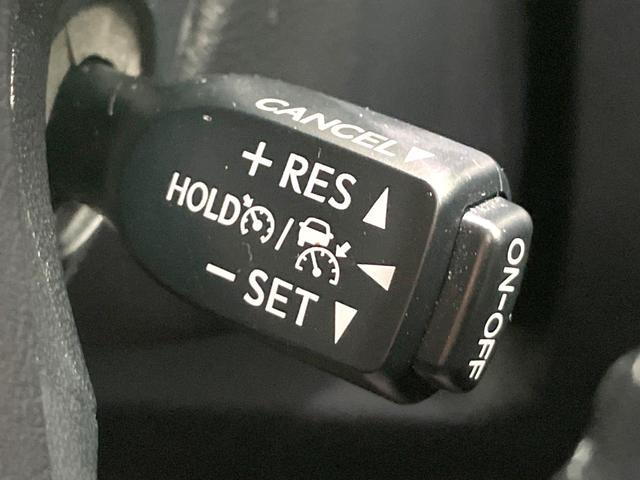 CANCEL
+ RES
HOLD /
− SET
ON-OFF